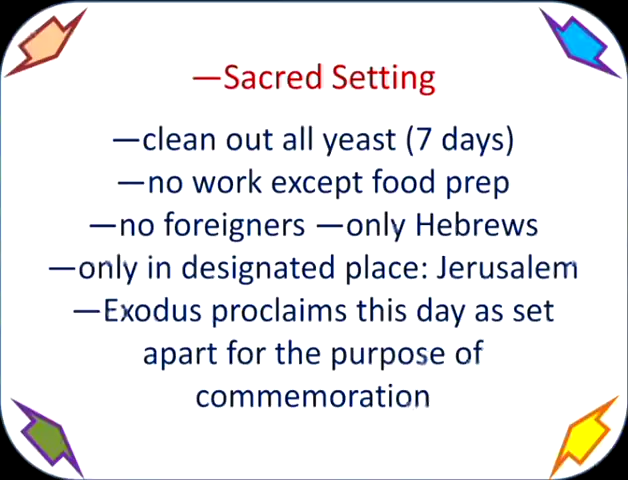 —Sacred Setting
—clean out all yeast (7 days)
—no work except food prep
—no foreigners —only Hebrews
—only in designated place: Jerusalem
—Exodus proclaims this day as set
apart for the purpose of
commemoration